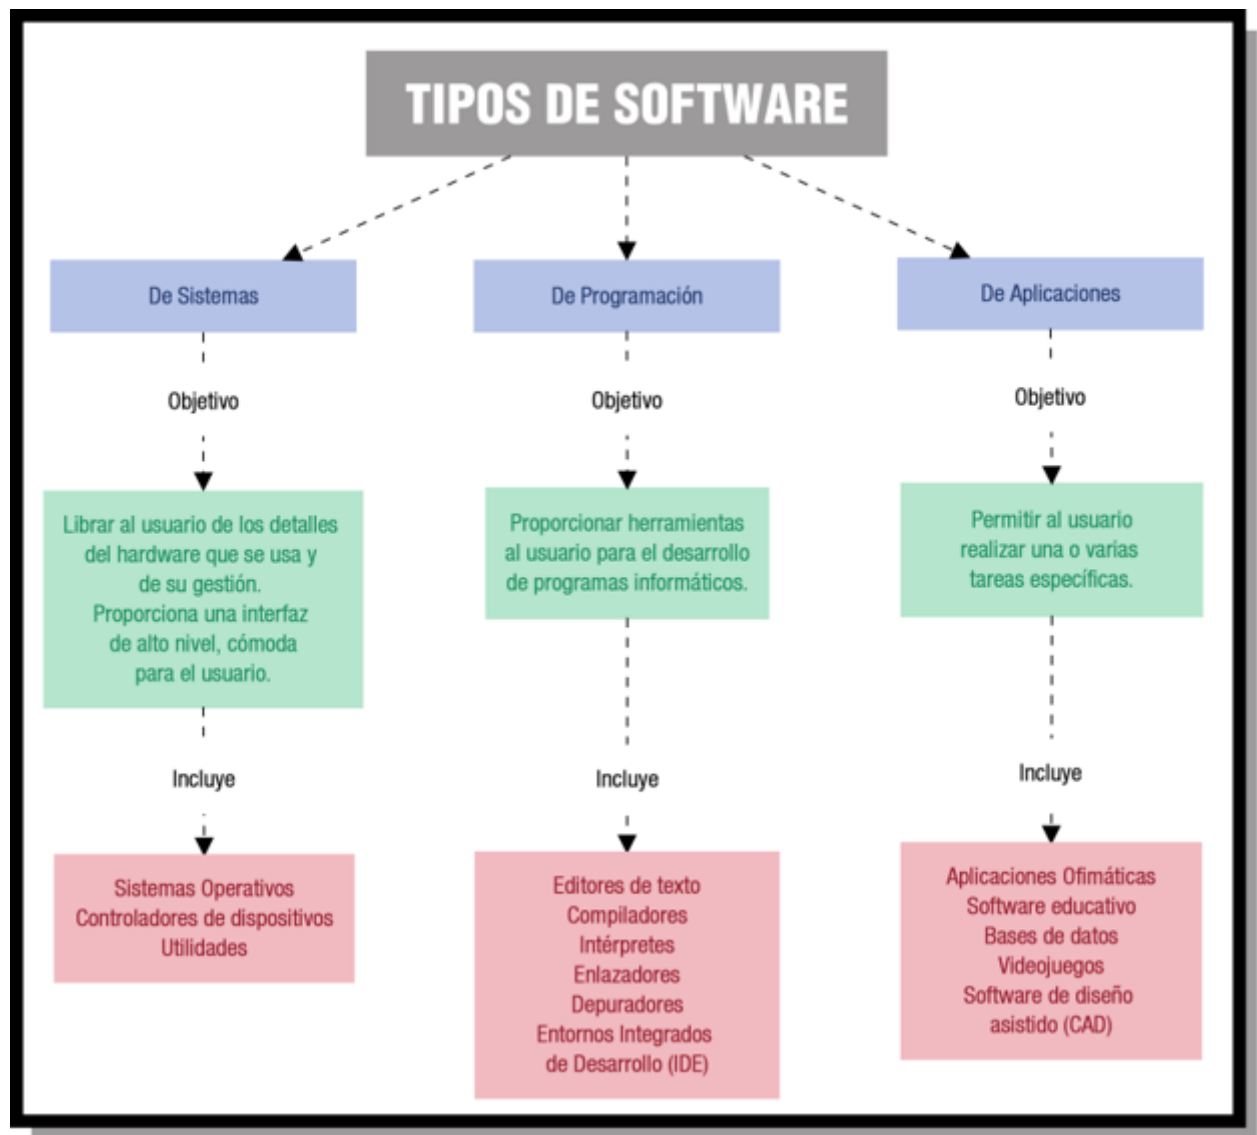 TIPOS DE SOFTWARE
De Sistemas
Objetivo
Librar al usuario de los detalles
del hardware que se usa y
de su gestión.
Proporciona una interfaz
de alto nivel, cómoda
para el usuario.
Incluye
Sistemas Operativos
Controladores de dispositivos
Utilidades
De Programación
Objetivo
Proporcionar herramientas
al usuario para el desarrollo
de programas informáticos.
Incluye
Editores de texto
Compiladores
Intérpretes
Enlazadores
Depuradores
Entornos Integrados
de Desarrollo (IDE)
De Aplicaciones
Objetivo
Permitir al usuario
realizar una o varias
tareas específicas.
Incluye
Aplicaciones Ofimáticas
Software educativo
Bases de datos
Videojuegos
Software de diseño
asistido (CAD)